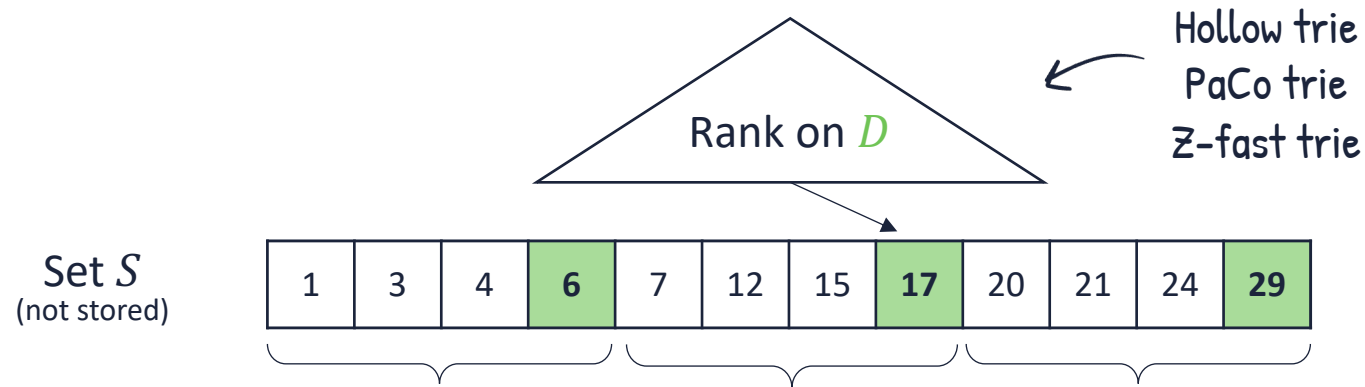 Hollow trie
PaCo trie
Z-fast trie
Rank on D
Set S
(not stored)
1 3 4 6 7 12 15 17 20 21 24 29